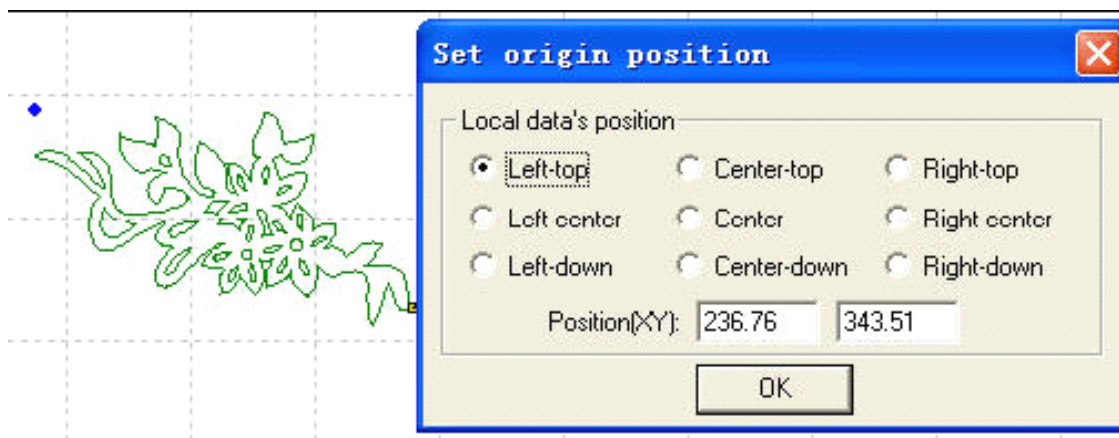 Set origin position
Local data's position
Left-top Center-top Right-top
Left center Center Right center
Left-down Center-down Right-down
Position(XY): 236.76 343.51
OK